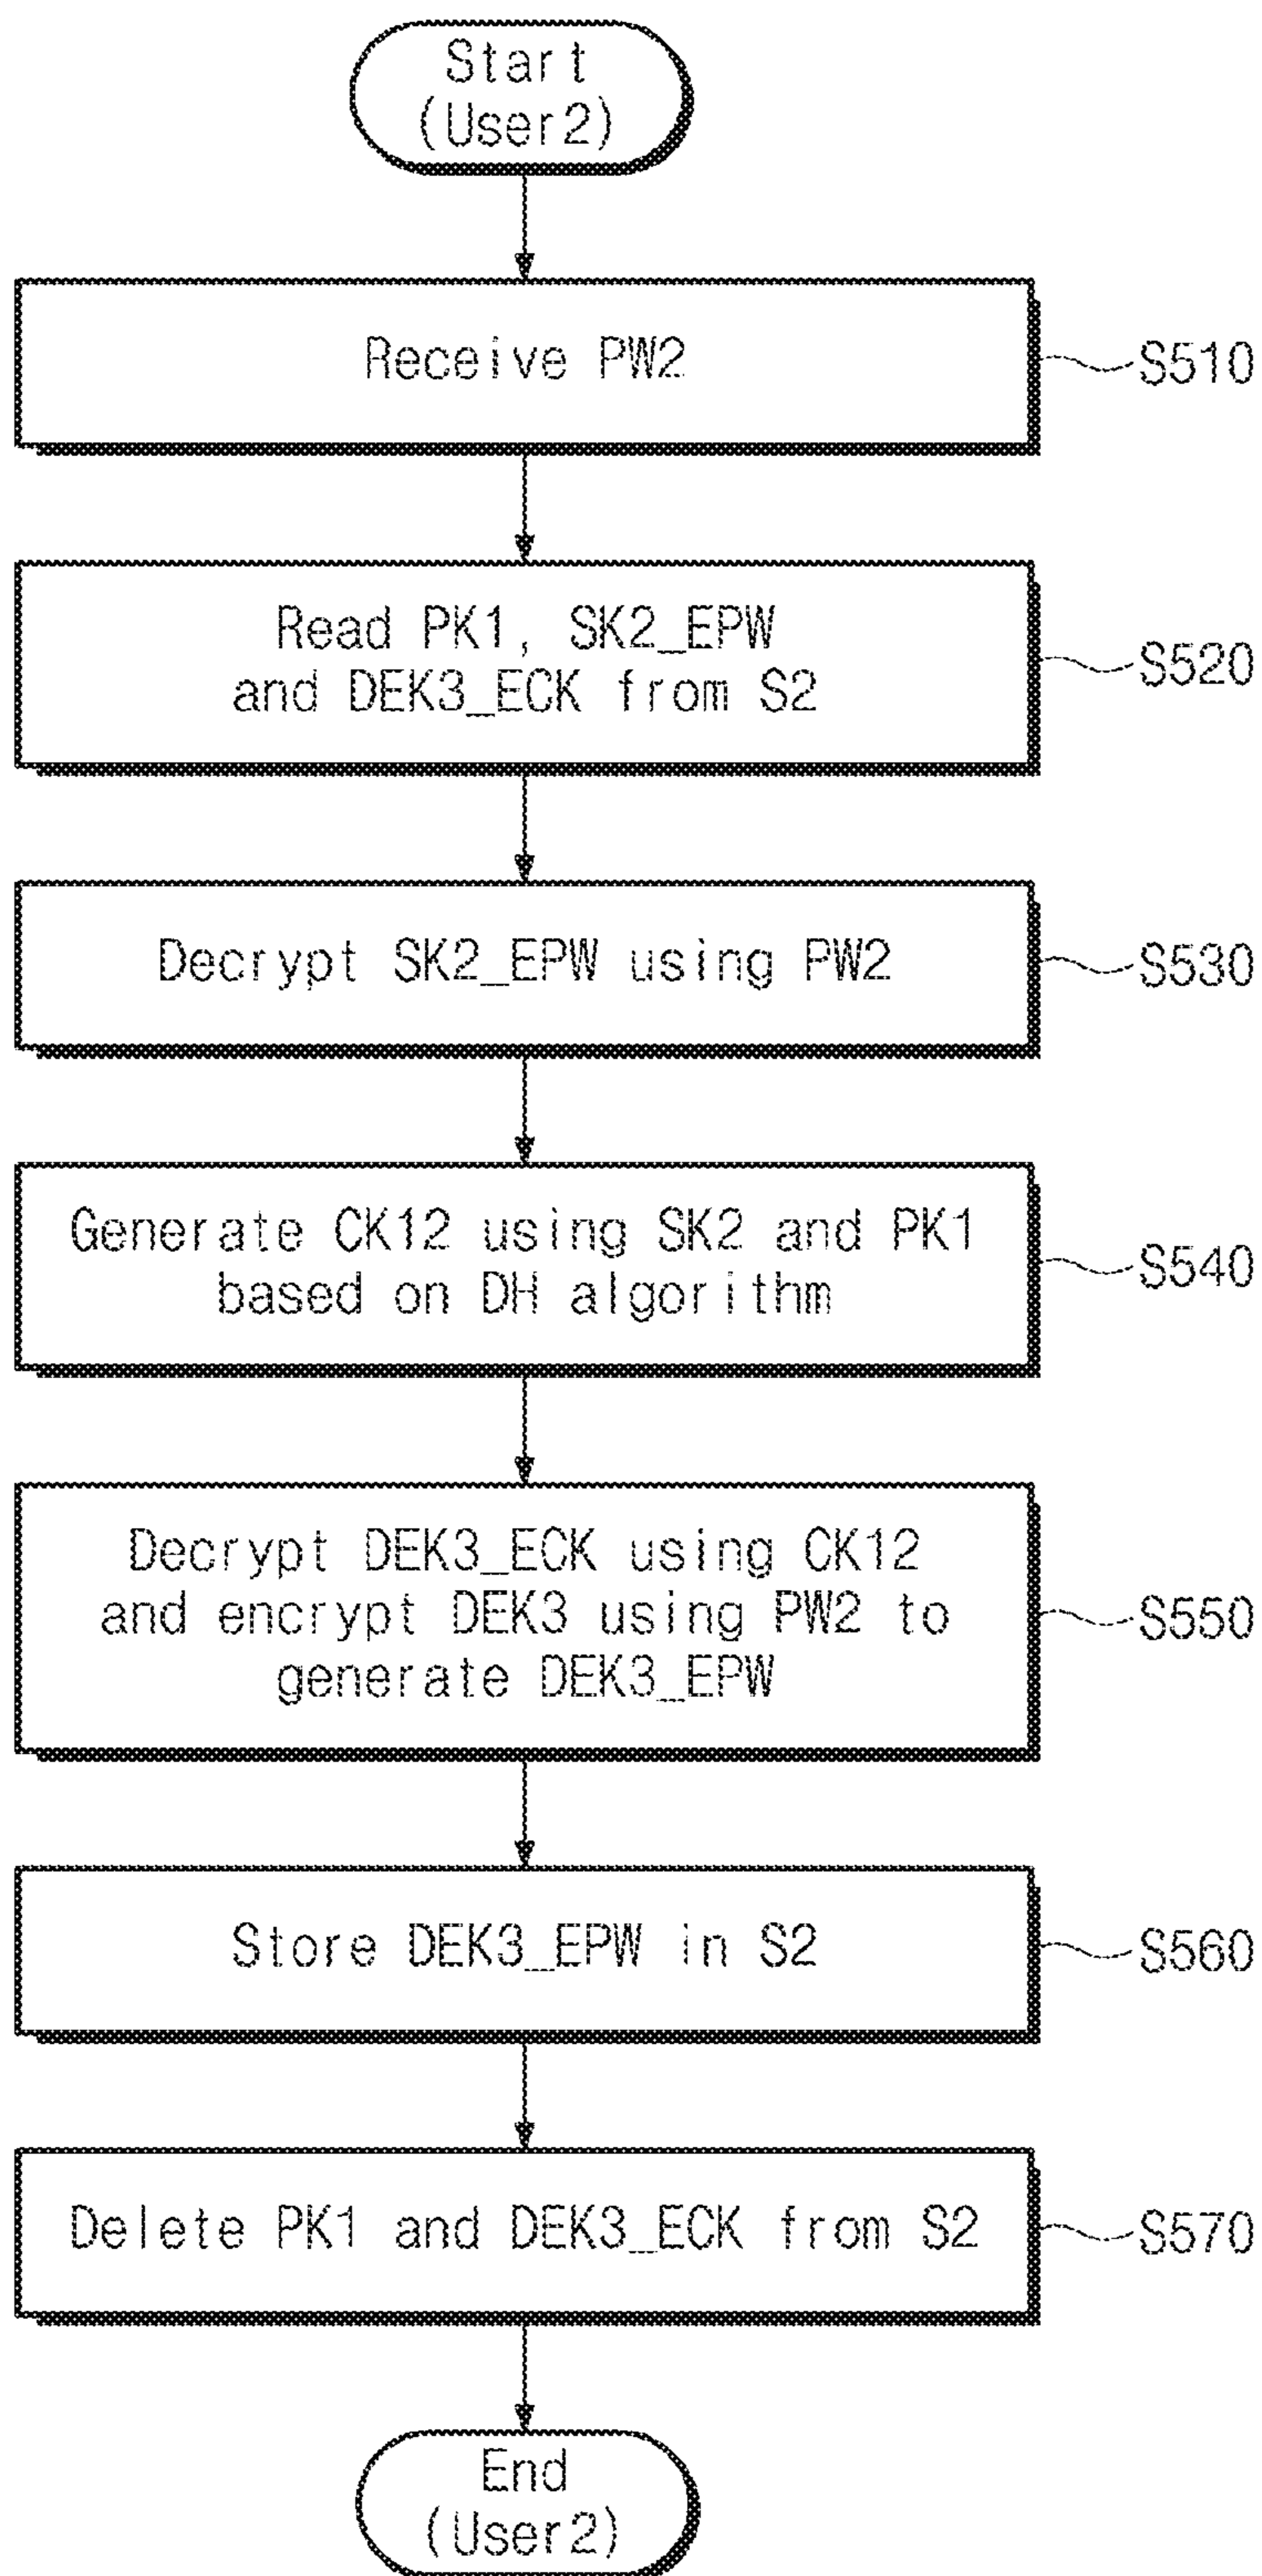 Start
(User2)
Receive PW2
S510
Read PK1, SK2_EPW
and DEK3_ECK from S2
S520
Decrypt SK2_EPW using PW2
S530
Generate CK12 using SK2 and PK1
based on DH algorithm
S540
Decrypt DEK3_ECK using CK12
and encrypt DEK3 using PW2 to
generate DEK3_EPW
S550
Store DEK3_EPW in S2
S560
Delete PK1 and DEK3_ECK from S2
S570
End
(User2)